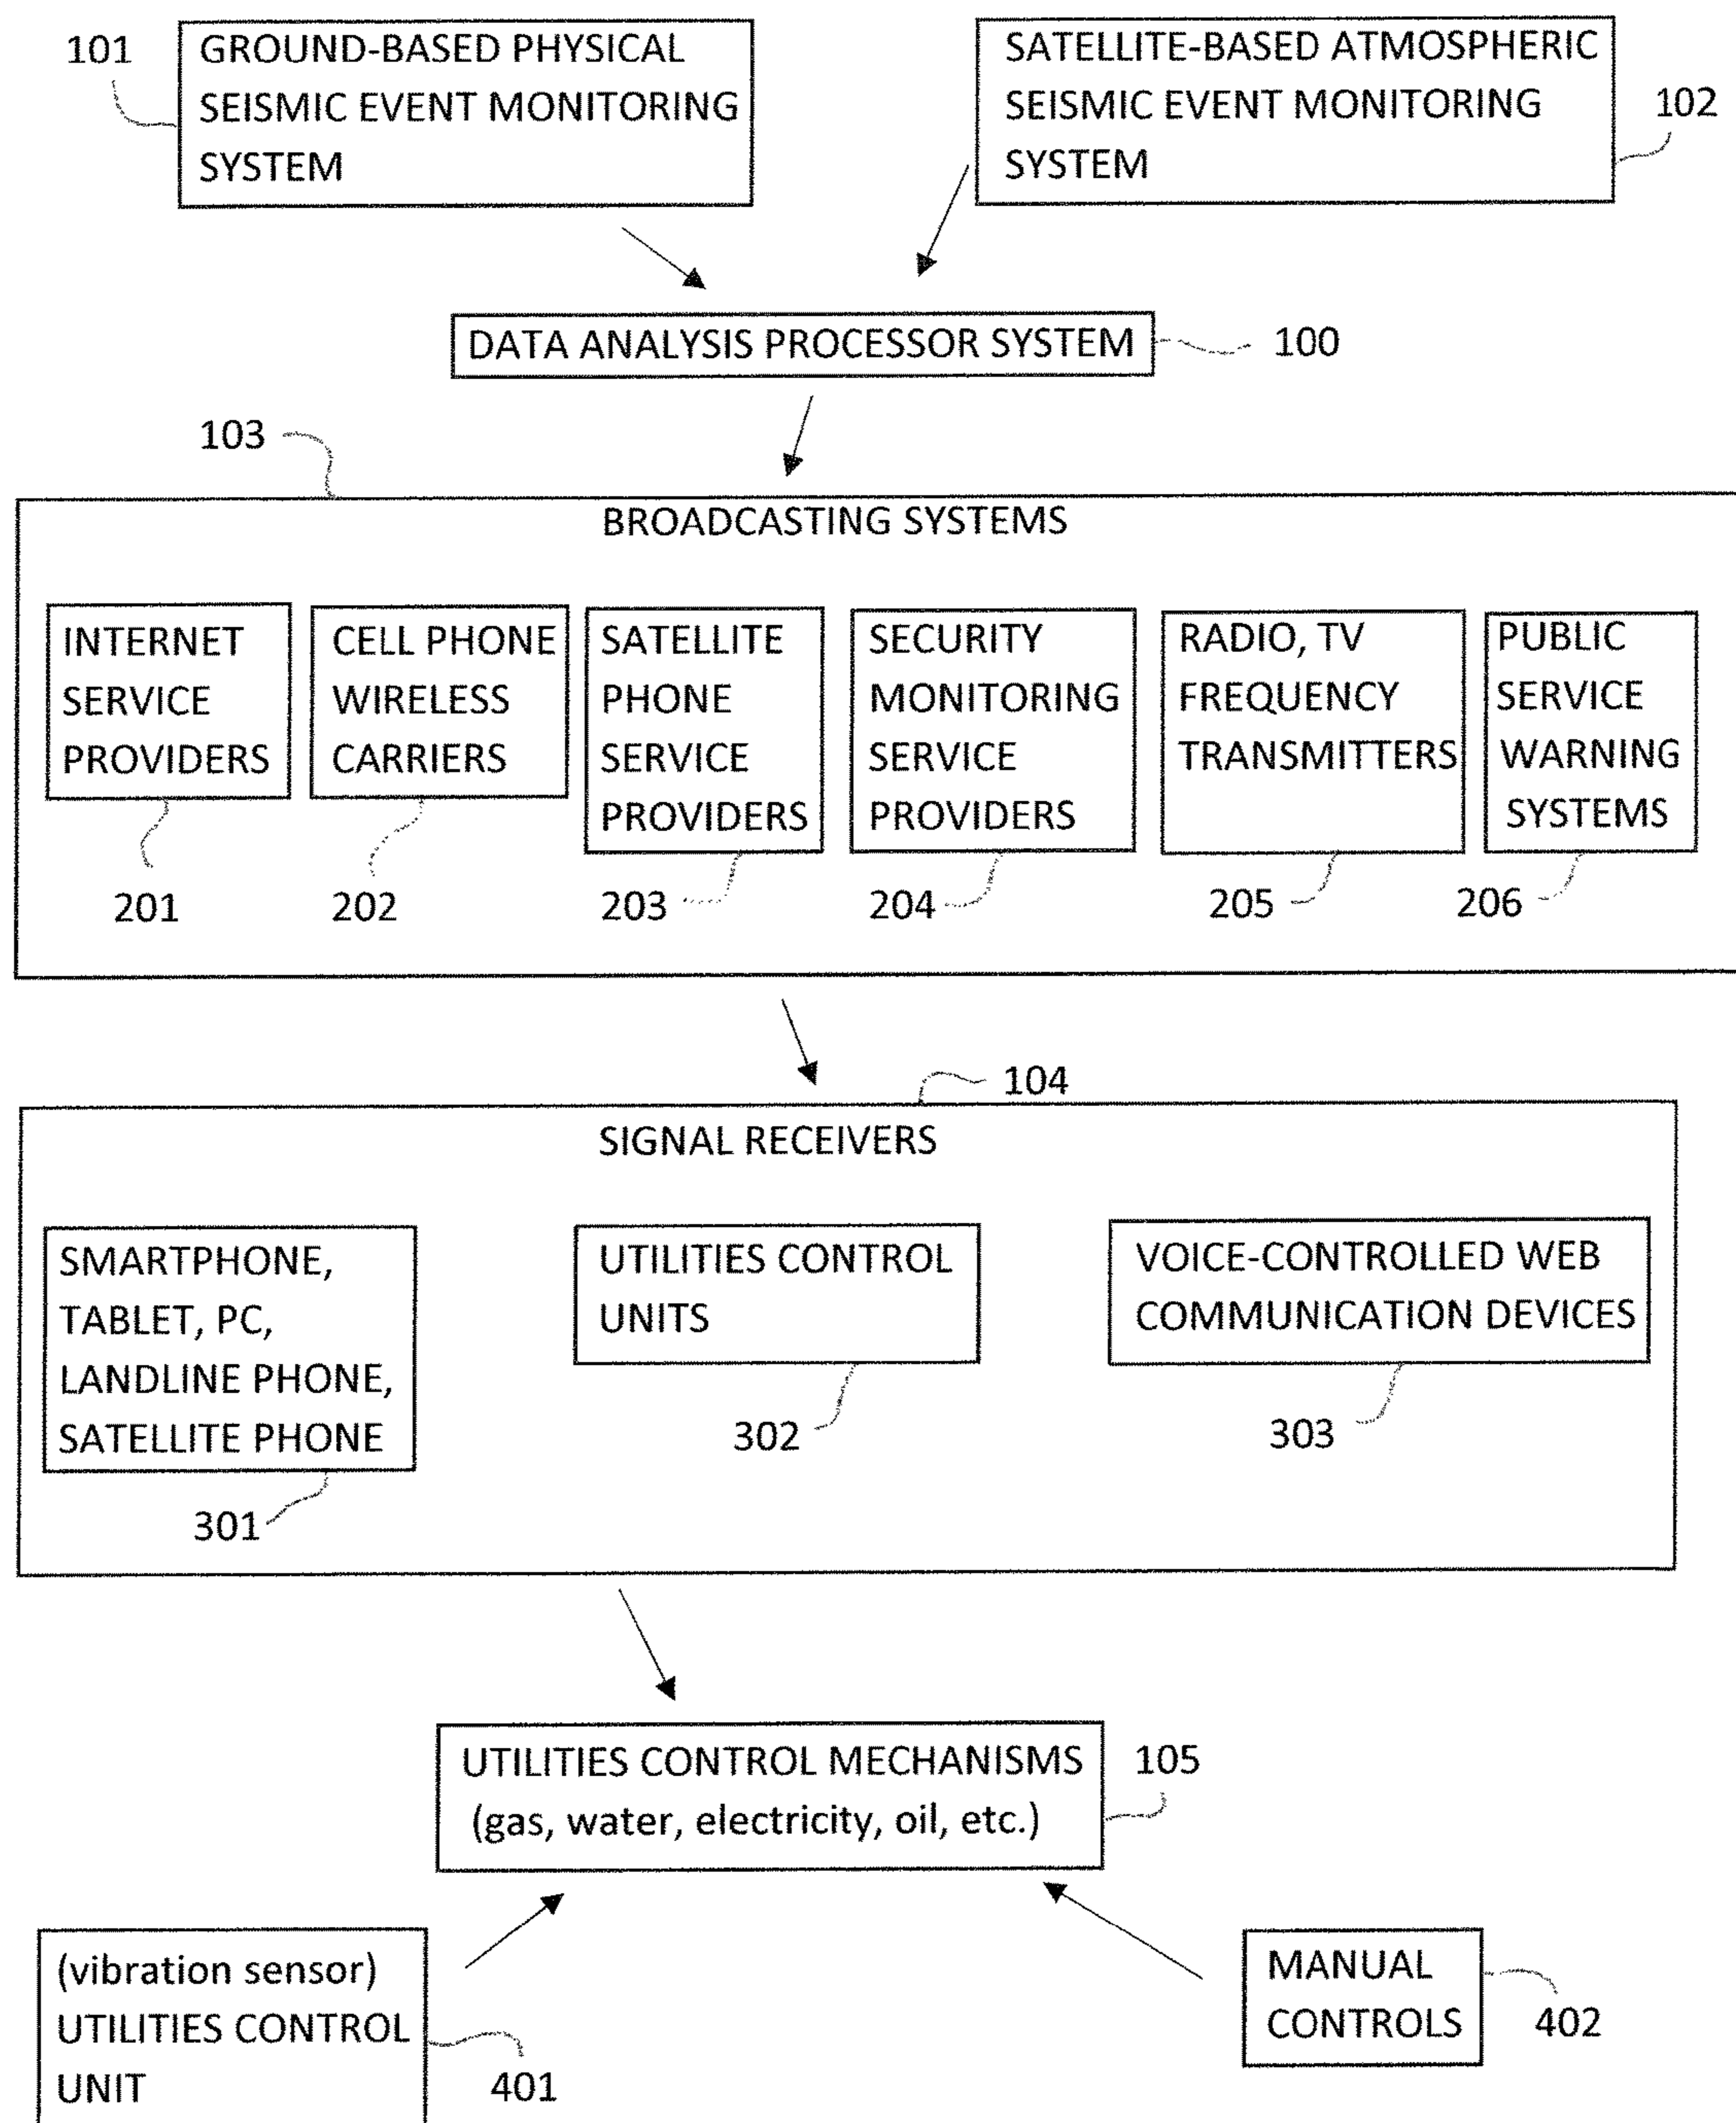 101
GROUND-BASED PHYSICAL
SEISMIC EVENT MONITORING
SYSTEM
SATELLITE-BASED ATMOSPHERIC
SEISMIC EVENT MONITORING
SYSTEM
102
DATA ANALYSIS PROCESSOR SYSTEM
100
103
BROADCASTING SYSTEMS
INTERNET
SERVICE
PROVIDERS
CELL PHONE
WIRELESS
CARRIERS
SATELLITE
PHONE
SERVICE
PROVIDERS
SECURITY
MONITORING
SERVICE
PROVIDERS
RADIO, TV
FREQUENCY
TRANSMITTERS
PUBLIC
SERVICE
WARNING
SYSTEMS
201
202
203
204
205
206
104
SIGNAL RECEIVERS
SMARTPHONE,
TABLET, PC,
LANDLINE PHONE,
SATELLITE PHONE
UTILITIES CONTROL
UNITS
VOICE-CONTROLLED WEB
COMMUNICATION DEVICES
301
302
303
UTILITIES CONTROL MECHANISMS
(gas, water, electricity, oil, etc.)
105
(vibration sensor)
UTILITIES CONTROL
UNIT
401
MANUAL
CONTROLS
402